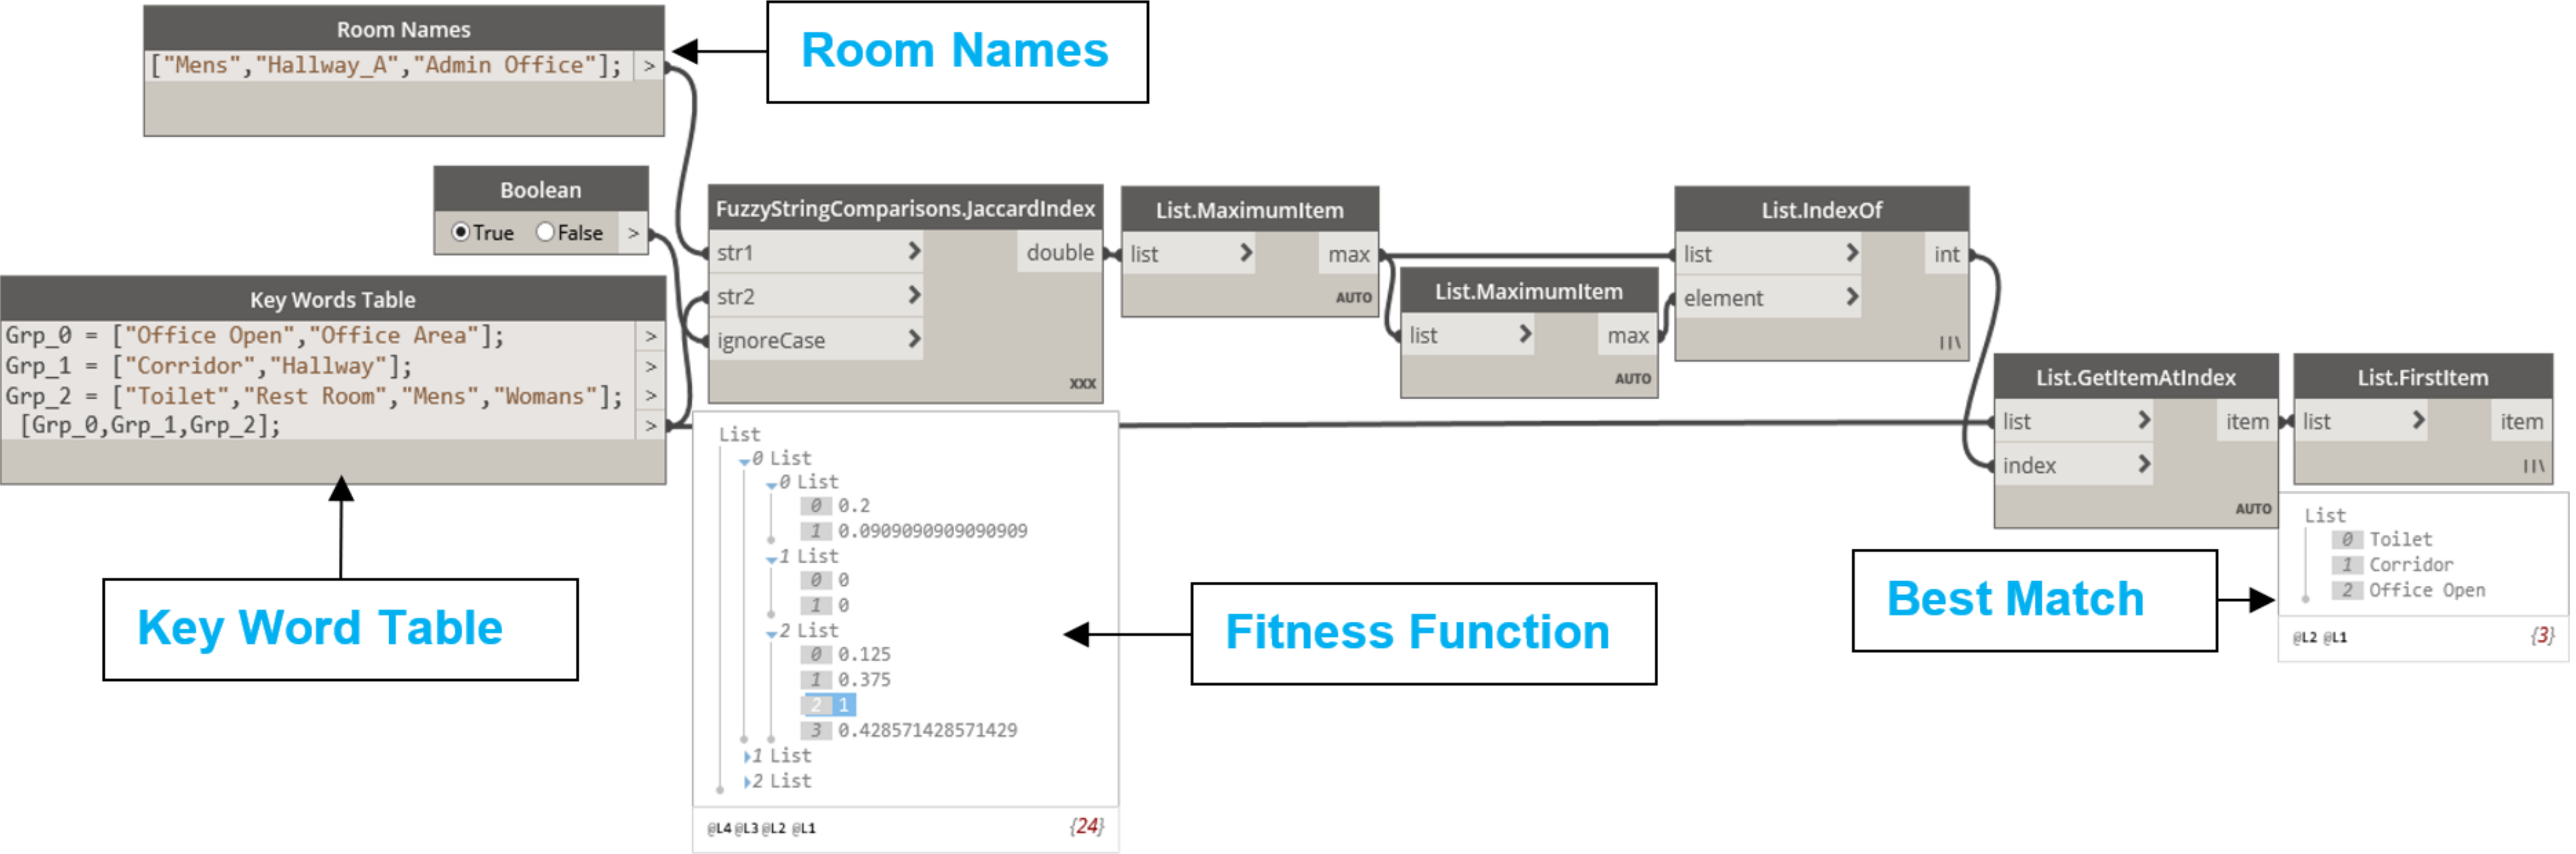 Room Names
["Mens","Hallway_A","Admin Office"]; >
Room Names
Boolean
True False >
Key Words Table
Grp_0 = ["Office Open","Office Area"]; >
Grp_1 = ["Corridor","Hallway"]; >
Grp_2 = ["Toilet","Rest Room","Mens","Womans"]; >
[Grp_0,Grp_1,Grp_2]; >
Key Word Table
FuzzyStringComparisons.JaccardIndex
str1 > double
str2 >
ignoreCase >
XXX
List
0 List
0 List
0 0.2
1 0.0909090909090909
1 List
0 0
1 0
2 List
0 0.125
1 0.375
2 1
3 0.428571428571429
1 List
2 List
@L4 @L3 @L2 @L1 {24}
Fitness Function
List.MaximumItem
list > max
AUTO
List.MaximumItem
list > max
AUTO
List.IndexOf
list > int
element >
List.GetItemAtIndex
list > item
index >
AUTO
List.FirstItem
list > item
List
0 Toilet
1 Corridor
2 Office Open
@L2 @L1 {3}
Best Match